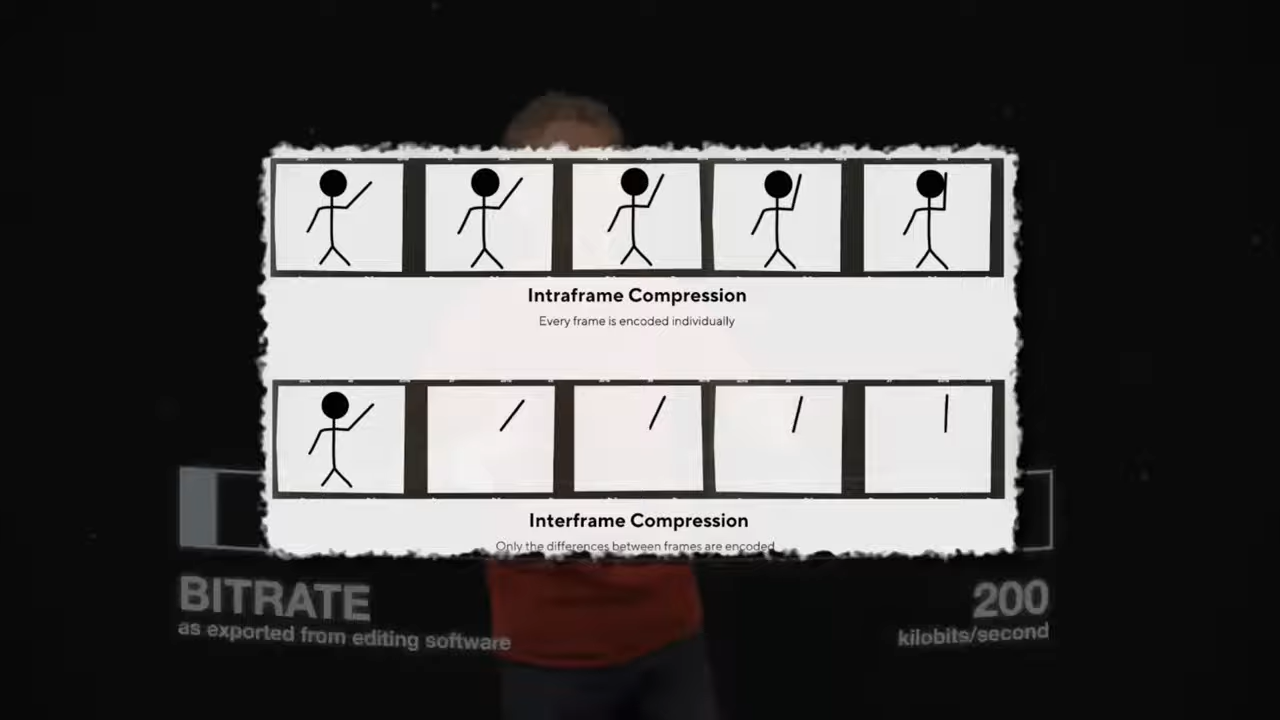 Intraframe Compression
Every frame is encoded individually
Interframe Compression
Only the differences between frames are encoded
BITRATE
as exported from editing software
200
kilobits/second